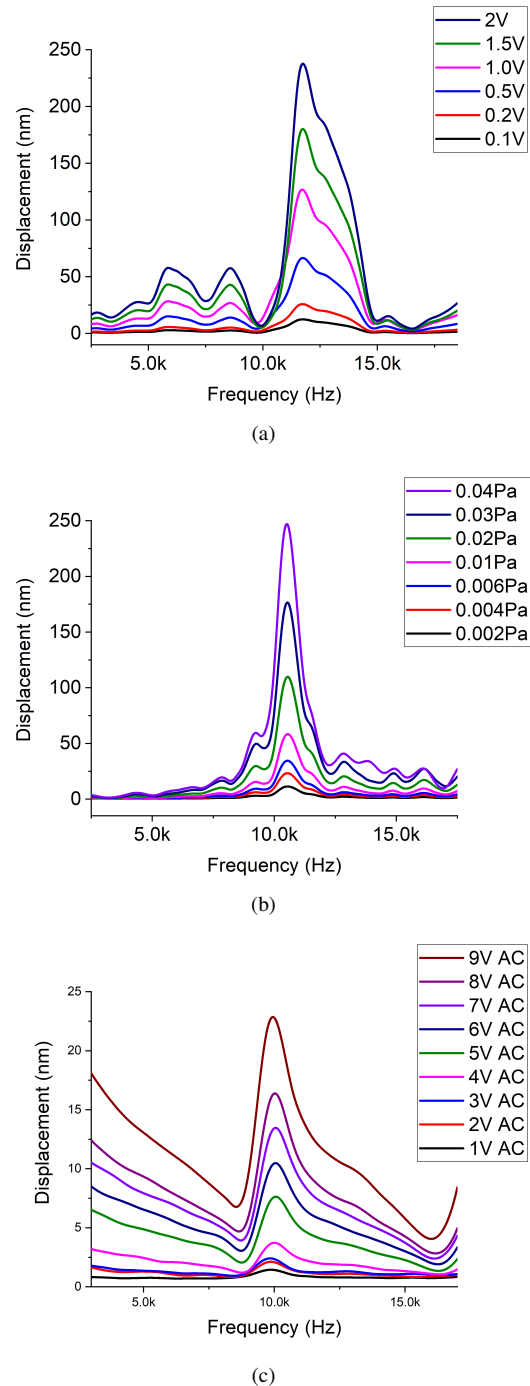 2V
1.5V
1.0V
0.5V
0.2V
0.1V
250
200
150
100
50
0
Displacement (nm)
5.0k 10.0k 15.0k
Frequency (Hz)
(a)
0.04Pa
0.03Pa
0.02Pa
0.01Pa
0.006Pa
0.004Pa
0.002Pa
250
200
150
100
50
0
Displacement (nm)
5.0k 10.0k 15.0k
Frequency (Hz)
(b)
9V AC
8V AC
7V AC
6V AC
5V AC
4V AC
3V AC
2V AC
1V AC
25
20
15
10
5
0
Displacement (nm)
5.0k 10.0k 15.0k
Frequency (Hz)
(c)